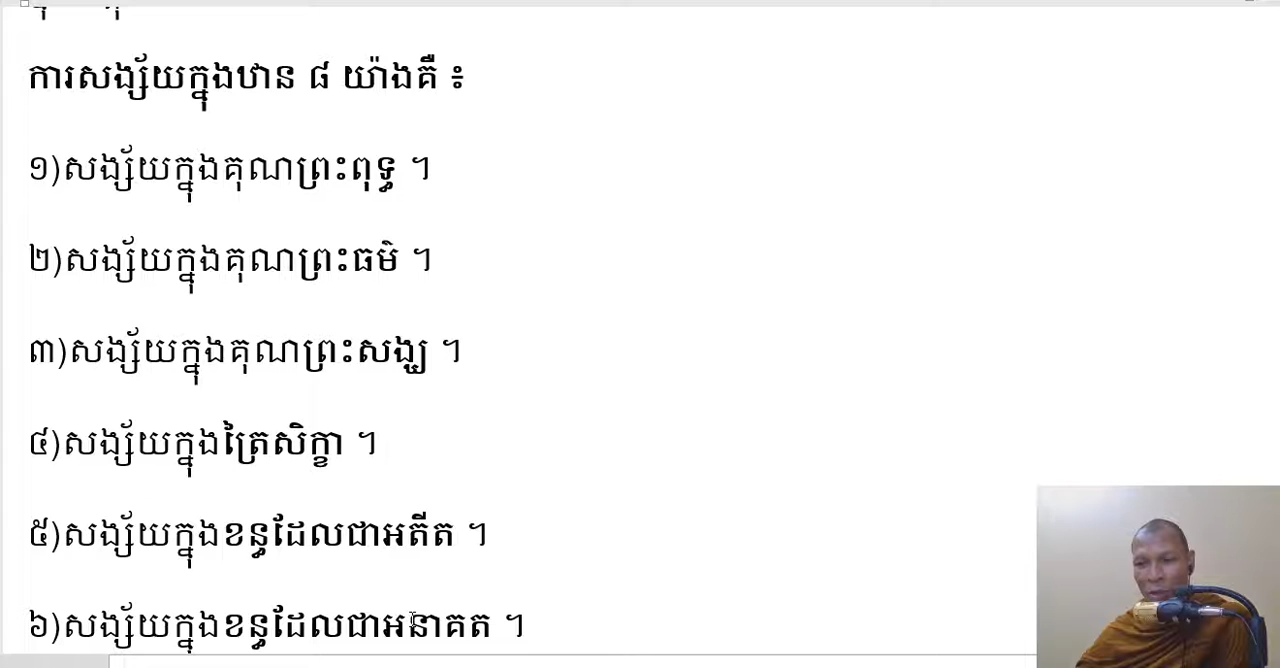 ការសង្ស័យក្នុងឋាន ៨ យ៉ាងគឺ ៖
១)សង្ស័យក្នុងគុណព្រះពុទ្ធ ។
២)សង្ស័យក្នុងគុណព្រះធម៌ ។
៣)សង្ស័យក្នុងគុណព្រះសង្ឃ ។
៤)សង្ស័យក្នុងត្រៃសិក្ខា ។
៥)សង្ស័យក្នុងខន្ធដែលជាអតីត ។
៦)សង្ស័យក្នុងខន្ធដែលជាអនាគត ។